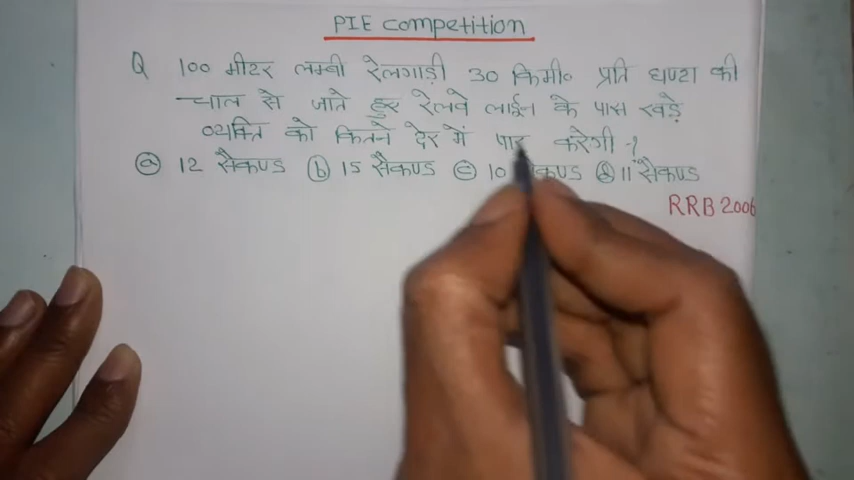 PIE competition
Q 100 मीटर लम्बी रेलगाड़ी 30 किमी० प्रति घण्टा की
चाल से जाते हुए रेलवे लाईन के पास खड़े
व्यक्ति को कितने देर में पार करेगी ?
(a) 12 सैकण्ड (b) 15 सैकण्ड (c) 10 सैकण्ड (d) 11 सैकण्ड
RRB 2006